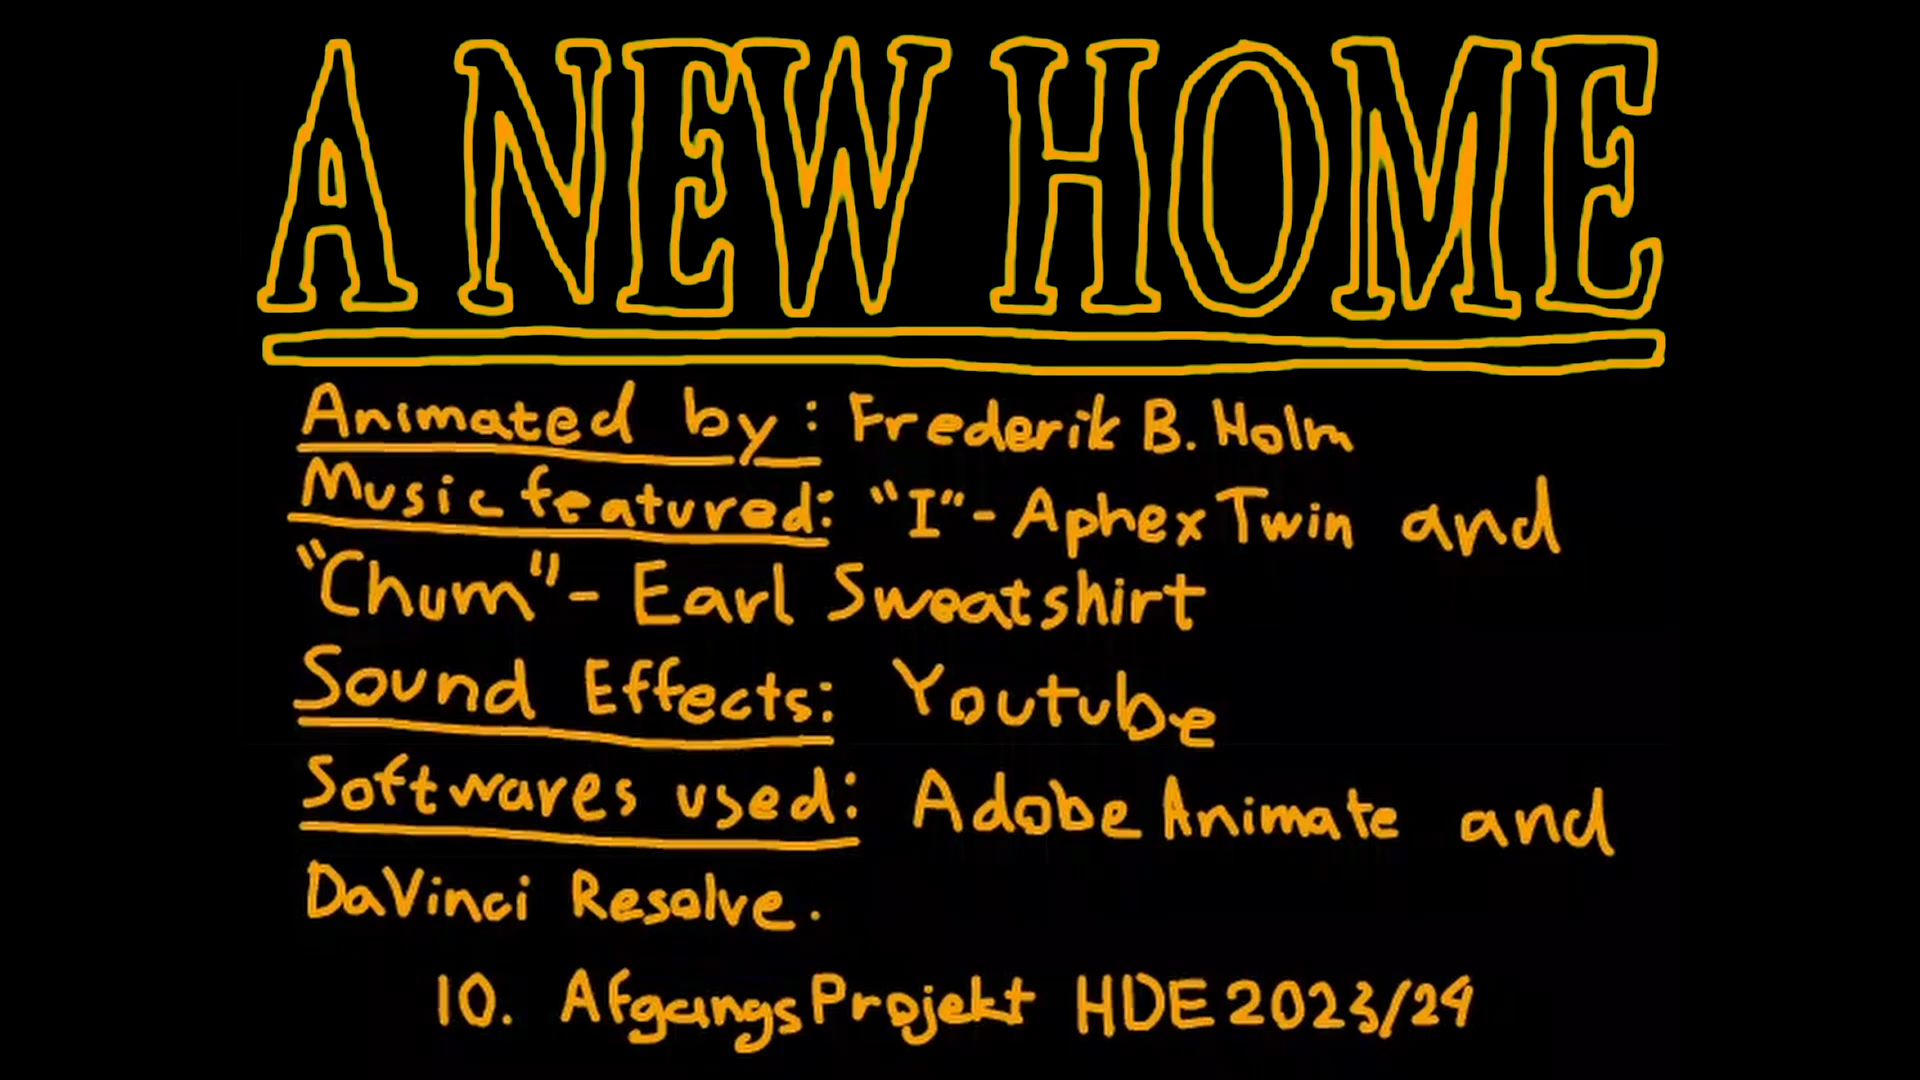 A NEW HOME
Animated by: Frederik B. Holm
Music featured: "I"- Aphex Twin and
"Chum"- Earl Sweatshirt
Sound Effects: Youtube
Softwares used: Adobe Animate and
DaVinci Resolve.
10. AfgangsProjekt HDE 2023/24